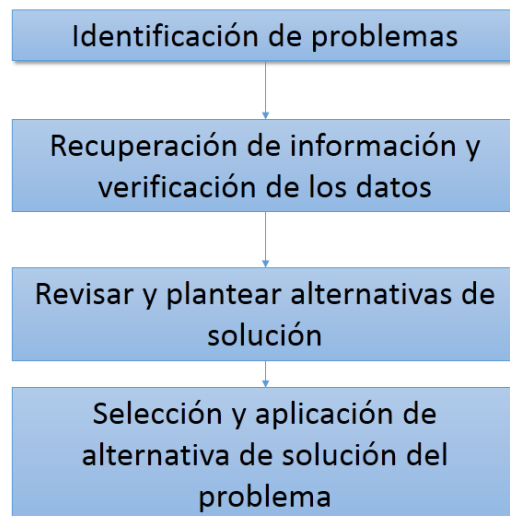 Identificación de problemas
Recuperación de información y
verificación de los datos
Revisar y plantear alternativas de
solución
Selección y aplicación de
alternativa de solución del
problema